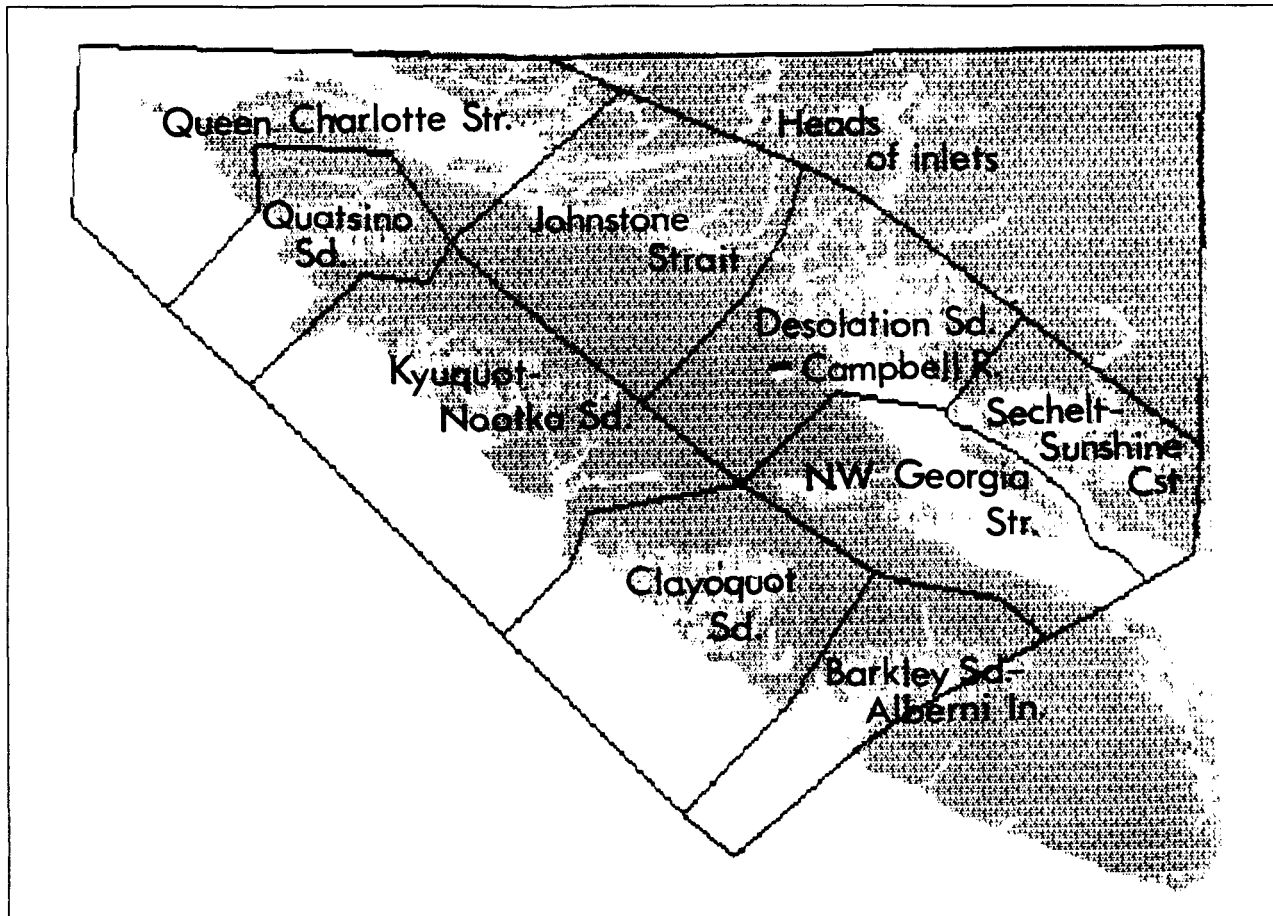 Queen Charlotte Str.
Heads
of inlets
Quatsino
Sd.
Johnstone
Strait
Desolation Sd.
- Campbell R.
Kyuquot-
Nootka Sd.
Sechelt-
Sunshine
Cst
NW Georgia
Str.
Clayoquot
Sd.
Barkley Sd.-
Alberni In.